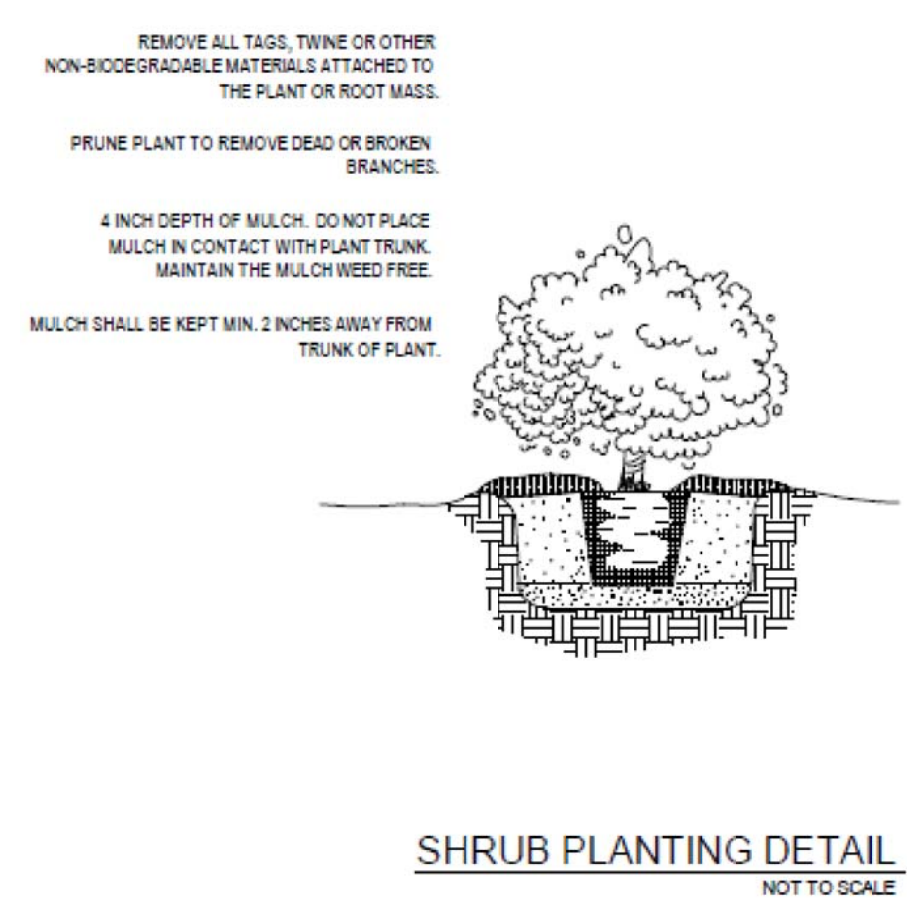 REMOVE ALL TAGS, TWINE OR OTHER
NON-BIODEGRADABLE MATERIALS ATTACHED TO
THE PLANT OR ROOT MASS.
PRUNE PLANT TO REMOVE DEAD OR BROKEN
BRANCHES.
4 INCH DEPTH OF MULCH. DO NOT PLACE
MULCH IN CONTACT WITH PLANT TRUNK.
MAINTAIN THE MULCH WEED FREE.
MULCH SHALL BE KEPT MIN. 2 INCHES AWAY FROM
TRUNK OF PLANT.
SHRUB PLANTING DETAIL
NOT TO SCALE